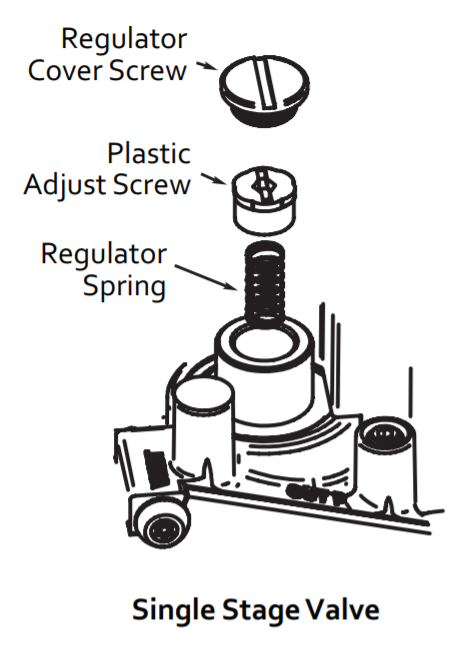 Regulator
Cover Screw
Plastic
Adjust Screw
Regulator
Spring
Single Stage Valve